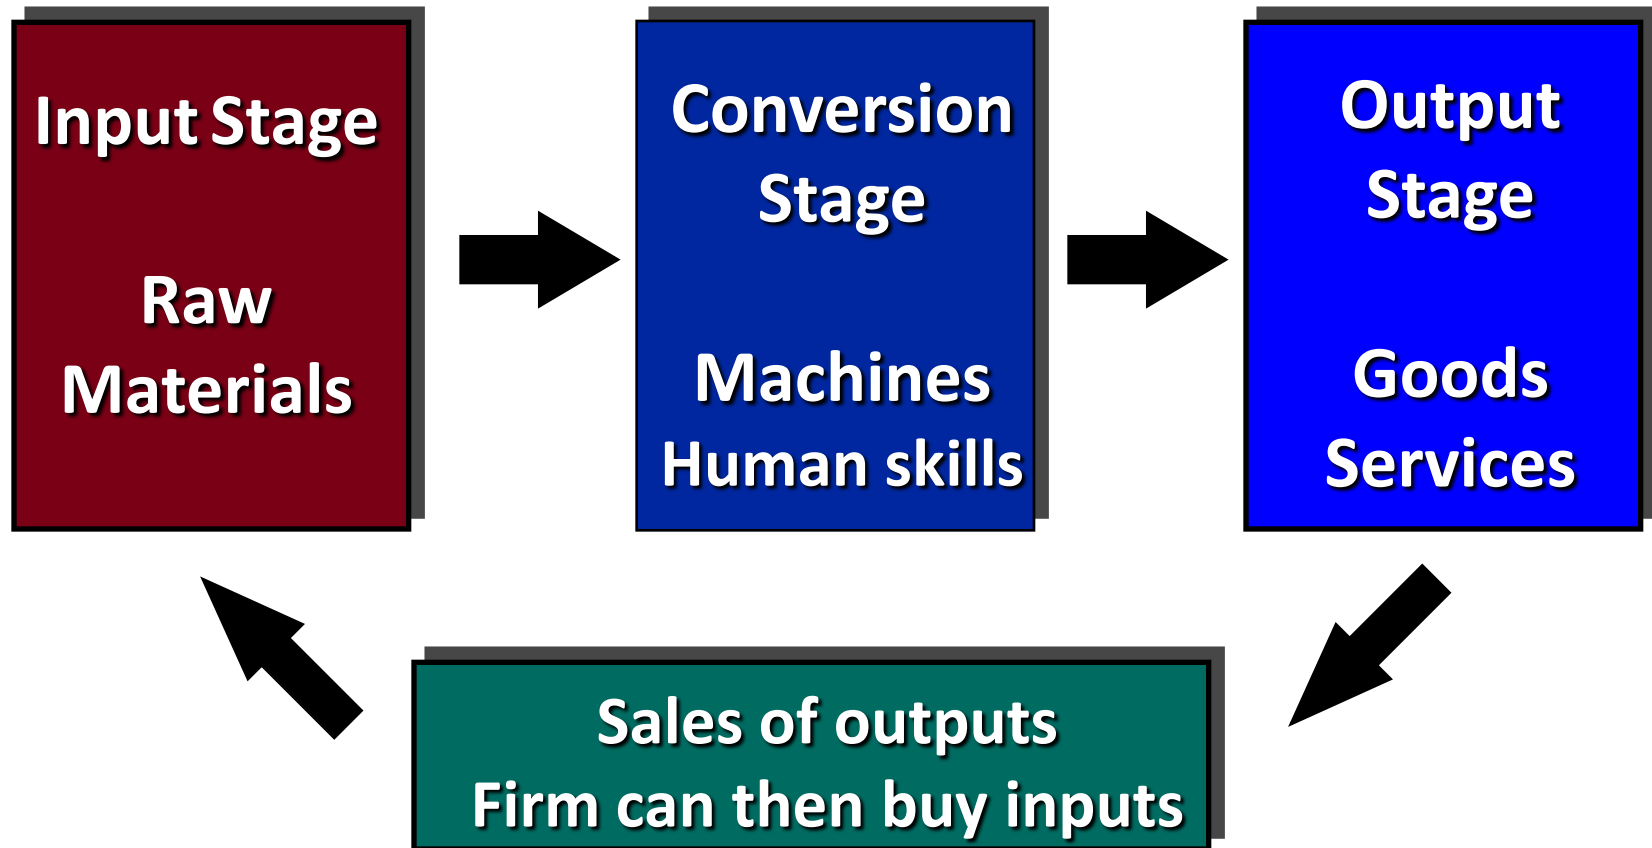 Input Stage
Raw
Materials
Conversion
Stage
Machines
Human skills
Output
Stage
Goods
Services
Sales of outputs
Firm can then buy inputs